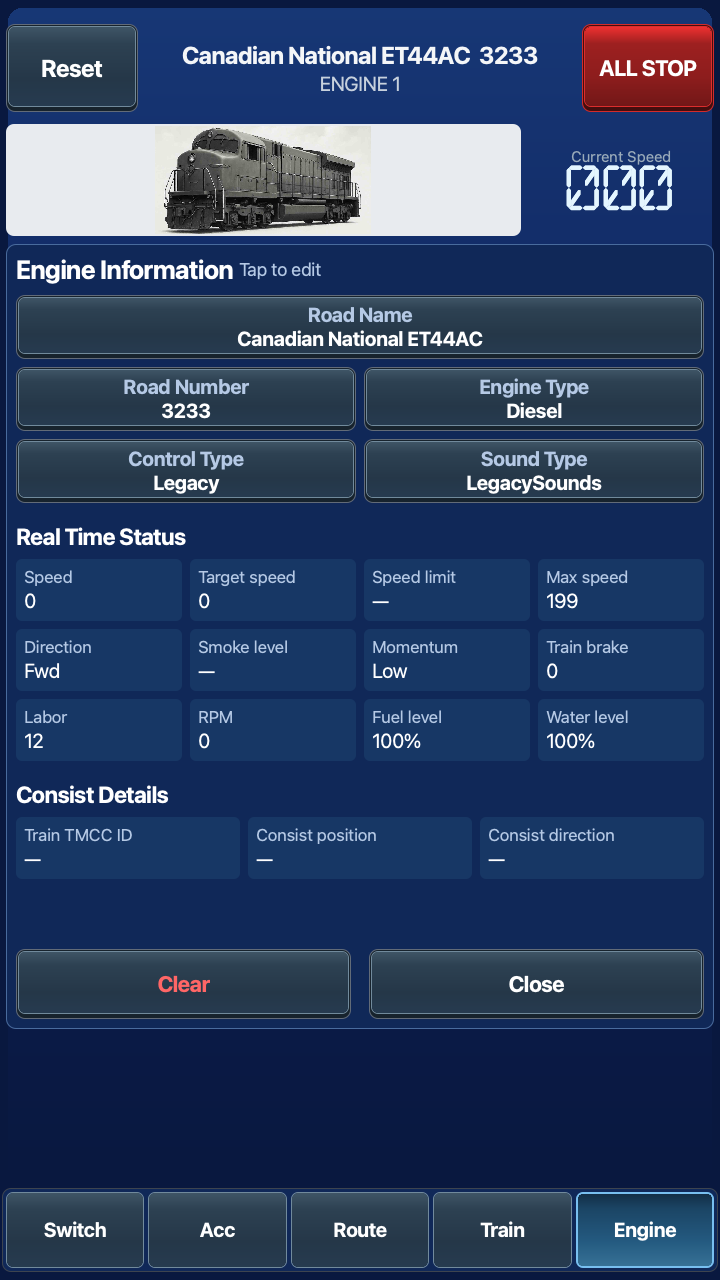 Reset
Canadian National ET44AC 3233
ENGINE 1
ALL STOP
Current Speed
000
Engine Information Tap to edit
Road Name
Canadian National ET44AC
Road Number
3233
Engine Type
Diesel
Control Type
Legacy
Sound Type
LegacySounds
Real Time Status
Speed
0
Target speed
0
Speed limit
—
Max speed
199
Direction
Fwd
Smoke level
—
Momentum
Low
Train brake
0
Labor
12
RPM
0
Fuel level
100%
Water level
100%
Consist Details
Train TMCC ID
—
Consist position
—
Consist direction
—
Clear
Close
Switch
Acc
Route
Train
Engine